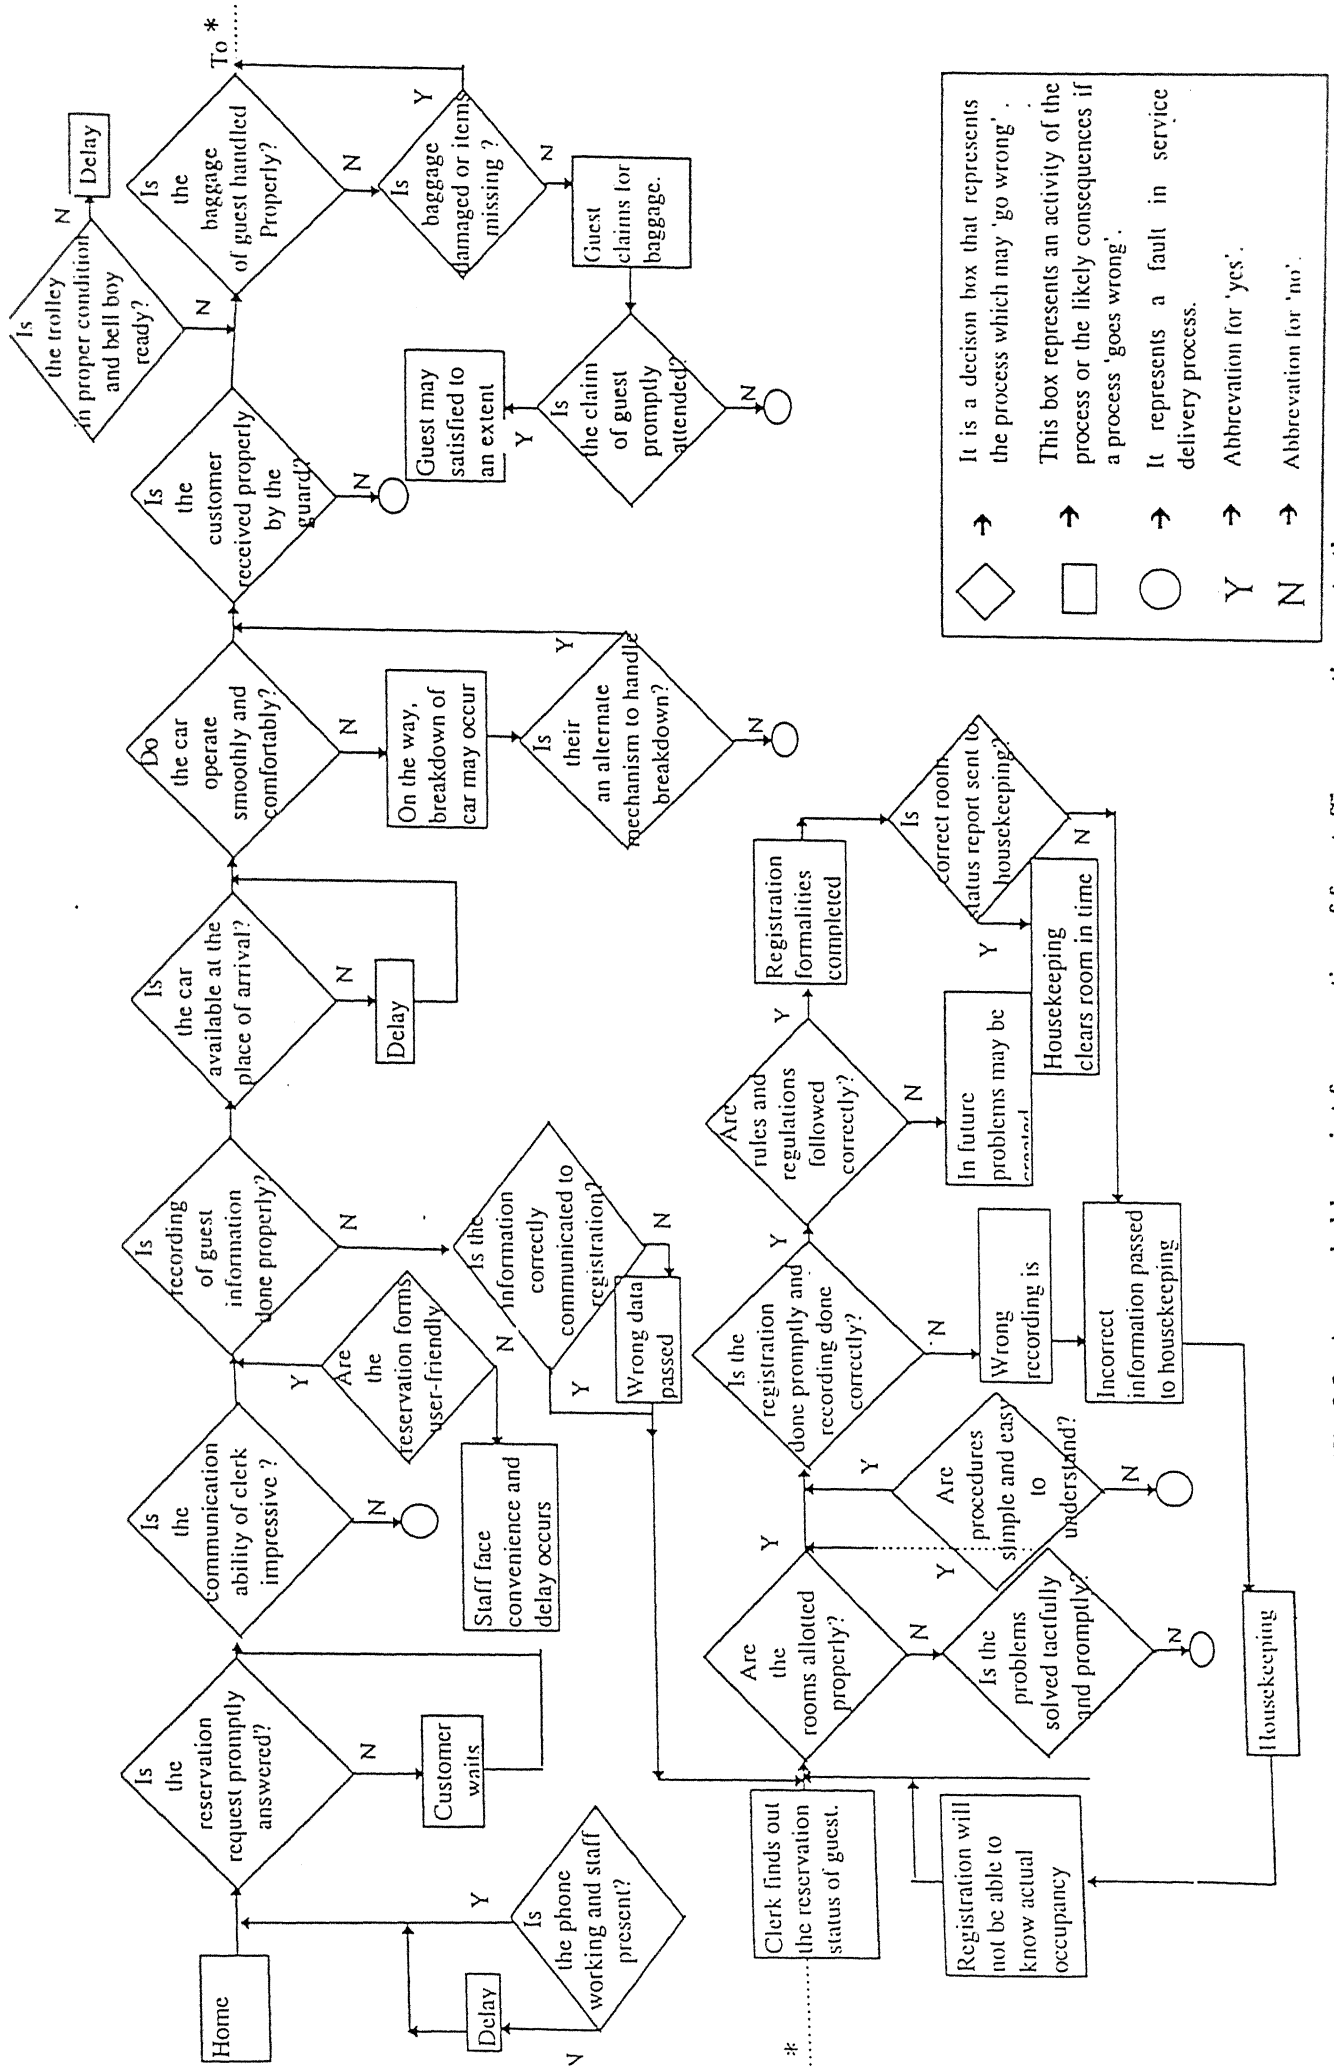 Home
Is
the
reservation
request promptly
answered?
N
Customer
waits
Is
the phone
working and staff
present?
Y
Delay
Is
the
communication
ability of clerk
impressive ?
N
Are
the
reservation forms
user-friendly
Y
N
Staff face
convenience and
delay occurs
Is
recording
of guest
information
done properly?
N
Is the
information
correctly
communicated to
registration?
Y
N
Wrong data
passed
Is
the car
available at the
place of arrival?
N
Delay
Do
the car
operate
smoothly and
comfortably?
N
On the way,
breakdown of
car may occur
Is
their
an alternate
mechanism to handle
breakdown?
Y
N
Is
the
customer
received properly
by the
guard?
N
Is
the trolley
in proper condition
and bell boy
ready?
N
Delay
N
Is
the
baggage
of guest handled
Properly?
To *
N
Is
baggage
damaged or items
missing ?
Y
N
Guest
claims for
baggage.
Is
the claim
of guest
promptly
attended?
Y
N
Guest may
satisfied to
an extent
*
Clerk finds out
the reservation
status of guest.
Registration will
not be able to
know actual
occupancy
Are
the
rooms allotted
properly?
Y
N
Is the
problems
solved tactfully
and promptly?
Y
N
Are
procedures
simple and easy
to
understand?
Y
N
Is the
registration
done promptly and
recording done
correctly?
Y
N
Wrong
recording is
Incorrect
information passed
to housekeeping
Housekeeping
Are
rules and
regulations
followed
correctly?
Y
N
In future
problems may be
Registration
formalities
completed
Is
correct room
status report sent to
housekeeping?
Y
N
Housekeeping
clears room in time
→ It is a decison box that represents
the process which may 'go wrong' .
→ This box represents an activity of the
process or the likely consequences if
a process 'goes wrong'.
→ It represents a fault in service
delivery process.
Y → Abbrevation for 'yes'.
N → Abbrevation for 'no'.